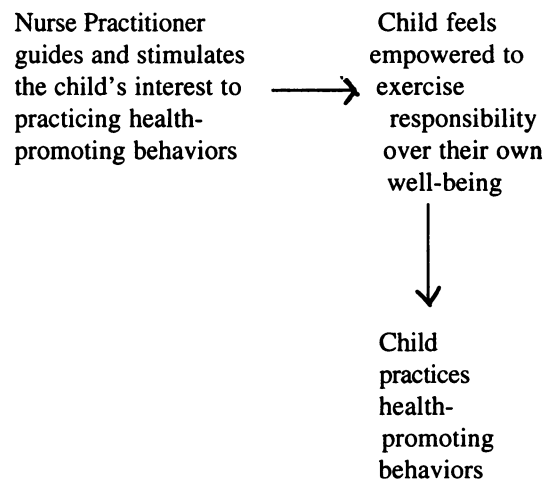 Nurse Practitioner
guides and stimulates
the child's interest to
practicing health-
promoting behaviors
Child feels
empowered to
exercise
responsibility
over their own
well-being
Child
practices
health-
promoting
behaviors